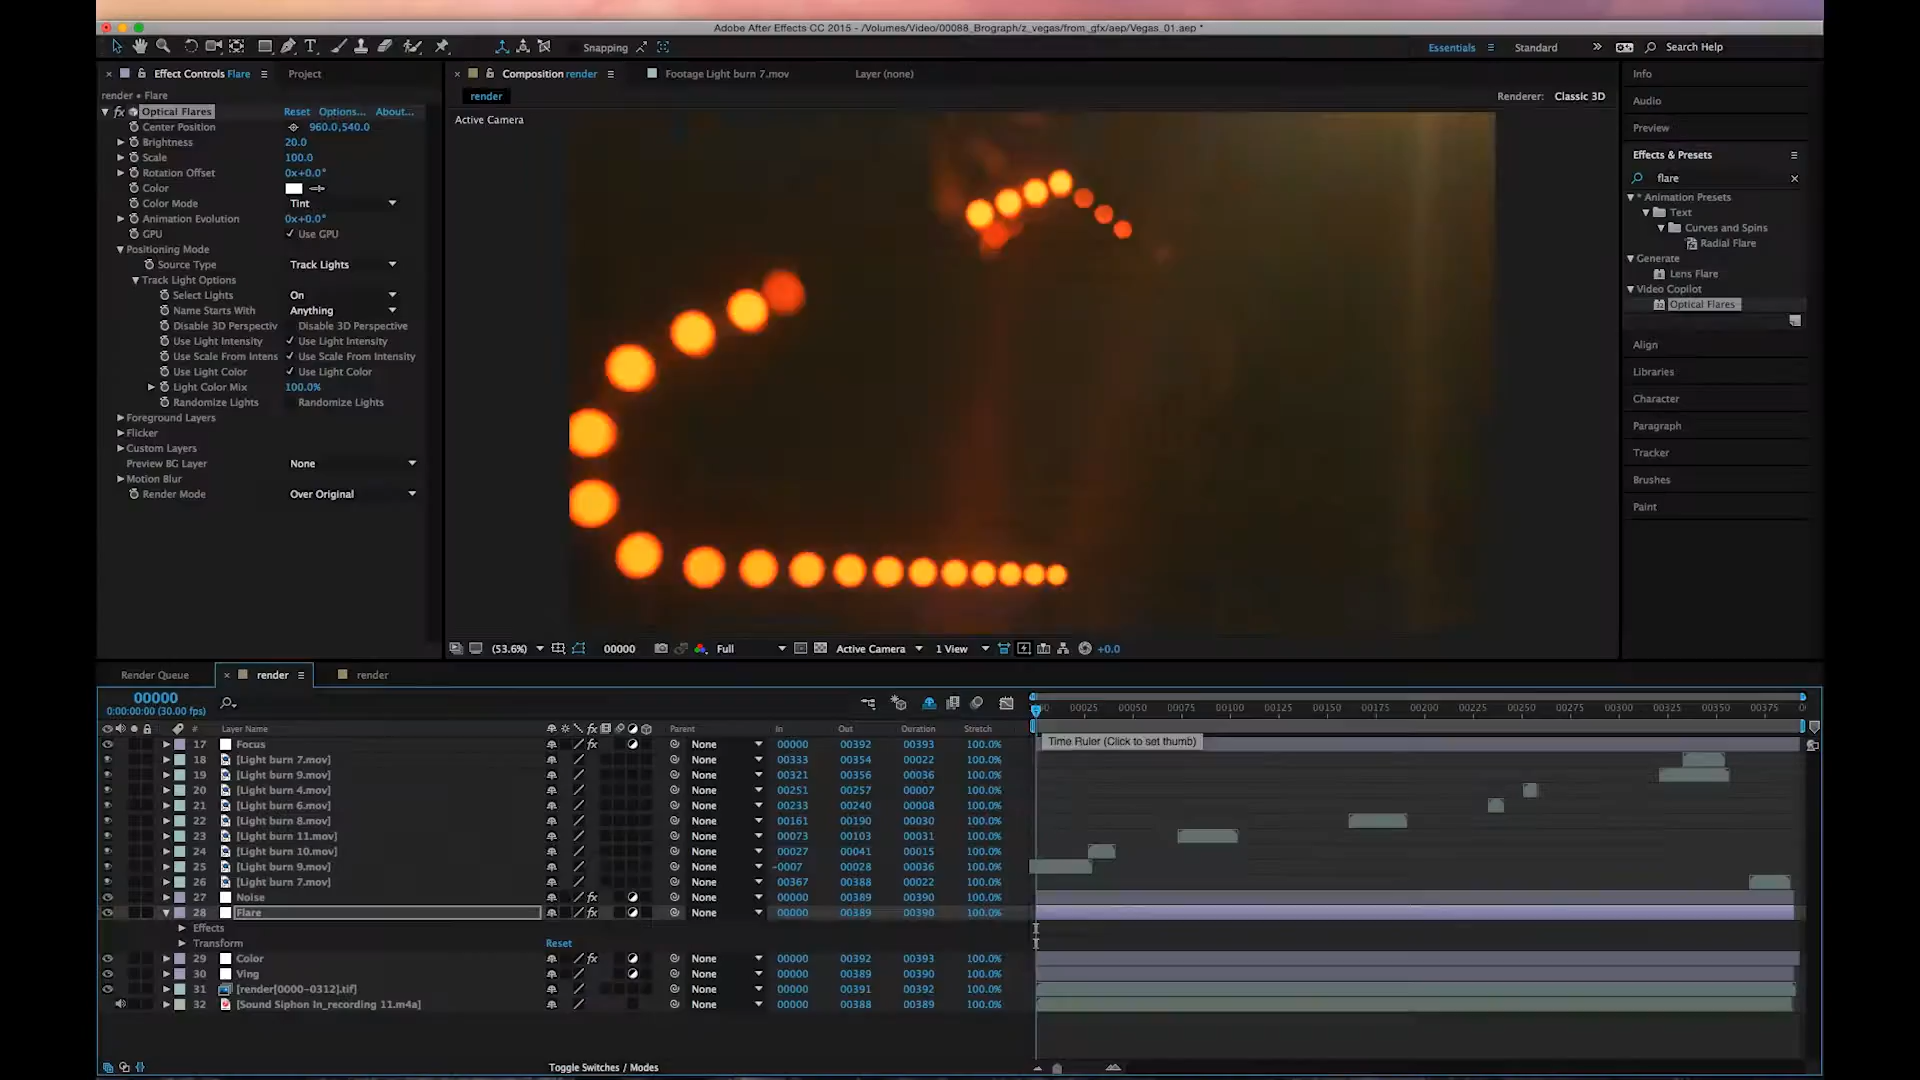 Adobe After Effects CC 2015 - /Volumes/Video/00088_Brograph/z_vegas/from_gfx/aep/Vegas_01.aep *
Snapping
Essentials
Standard
Search Help
Effect Controls Flare
Project
Composition render
Footage Light burn 7.mov
Layer (none)
Info
render • Flare
render
Renderer: Classic 3D
Audio
fx Optical Flares Reset Options... About...
Active Camera
Center Position 960.0,540.0
Preview
Brightness 20.0
Scale 100.0
Effects & Presets
Rotation Offset 0x+0.0°
flare
Color
Color Mode Tint
* Animation Presets
Text
Animation Evolution 0x+0.0°
Curves and Spins
GPU Use GPU
Radial Flare
Positioning Mode
Generate
Source Type Track Lights
Lens Flare
Track Light Options
Video Copilot
Select Lights On
Optical Flares
Name Starts With Anything
Disable 3D Perspectiv Disable 3D Perspective
Use Light Intensity Use Light Intensity
Align
Use Scale From Intens Use Scale From Intensity
Use Light Color Use Light Color
Libraries
Light Color Mix 100.0%
Character
Randomize Lights Randomize Lights
Foreground Layers
Paragraph
Flicker
Custom Layers
Tracker
Preview BG Layer None
Motion Blur
Brushes
Render Mode Over Original
Paint
(53.6%) 00000 Full Active Camera 1 View +0.0
Render Queue render render
00000
0:00:00:00 (30.00 fps)
00025 00050 00075 00100 00125 00150 00175 00200 00225 00250 00275 00300 00325 00350 00375
# Layer Name fx Parent In Out Duration Stretch
Time Ruler (Click to set thumb)
17 Focus fx None 00000 00392 00393 100.0%
18 [Light burn 7.mov] None 00333 00354 00022 100.0%
19 [Light burn 9.mov] None 00321 00356 00036 100.0%
20 [Light burn 4.mov] None 00251 00257 00007 100.0%
21 [Light burn 6.mov] None 00233 00240 00008 100.0%
22 [Light burn 8.mov] None 00161 00190 00030 100.0%
23 [Light burn 11.mov] None 00073 00103 00031 100.0%
24 [Light burn 10.mov] None 00027 00041 00015 100.0%
25 [Light burn 9.mov] None -0007 00028 00036 100.0%
26 [Light burn 7.mov] None 00367 00388 00022 100.0%
27 Noise fx None 00000 00389 00390 100.0%
28 Flare fx None 00000 00389 00390 100.0%
Effects
Transform Reset
29 Color fx None 00000 00392 00393 100.0%
30 Ving None 00000 00389 00390 100.0%
31 [render[0000-0312].tif] None 00000 00391 00392 100.0%
32 [Sound Siphon In_recording 11.m4a] None 00000 00388 00389 100.0%
Toggle Switches / Modes